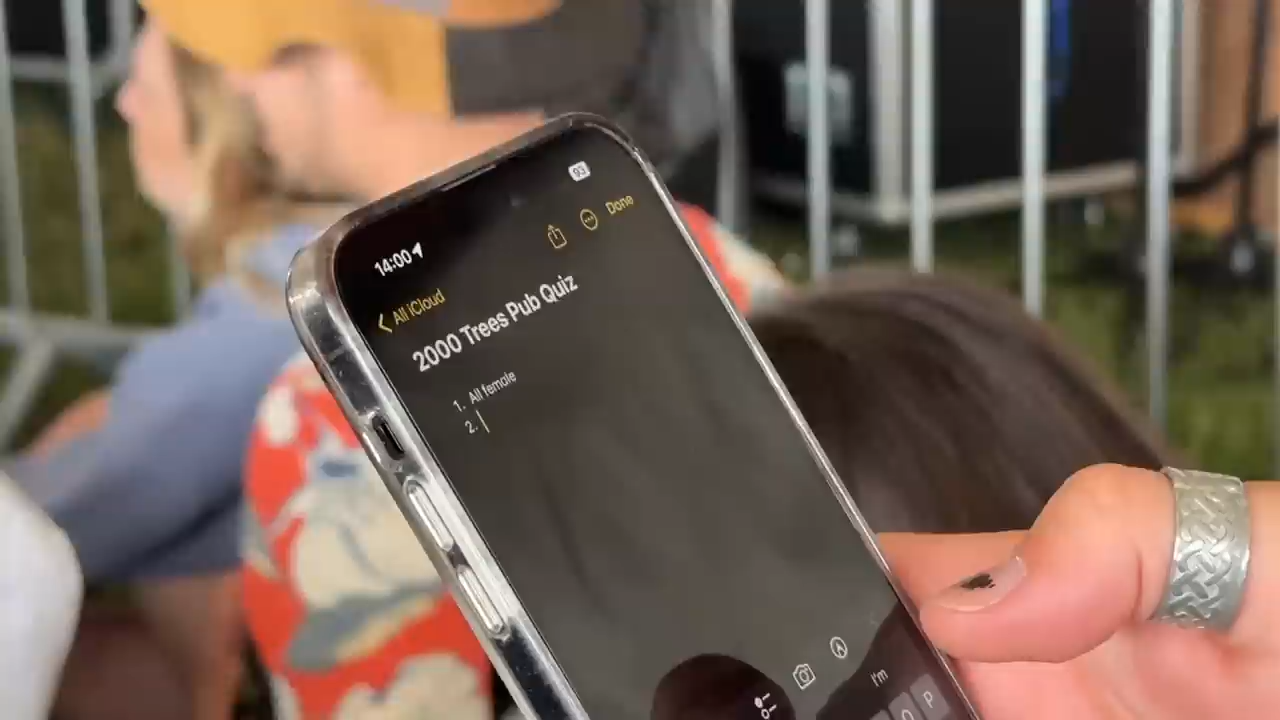 93
14:00
Done
All iCloud
2000 Trees Pub Quiz
1. All female
2.
I'm
O P